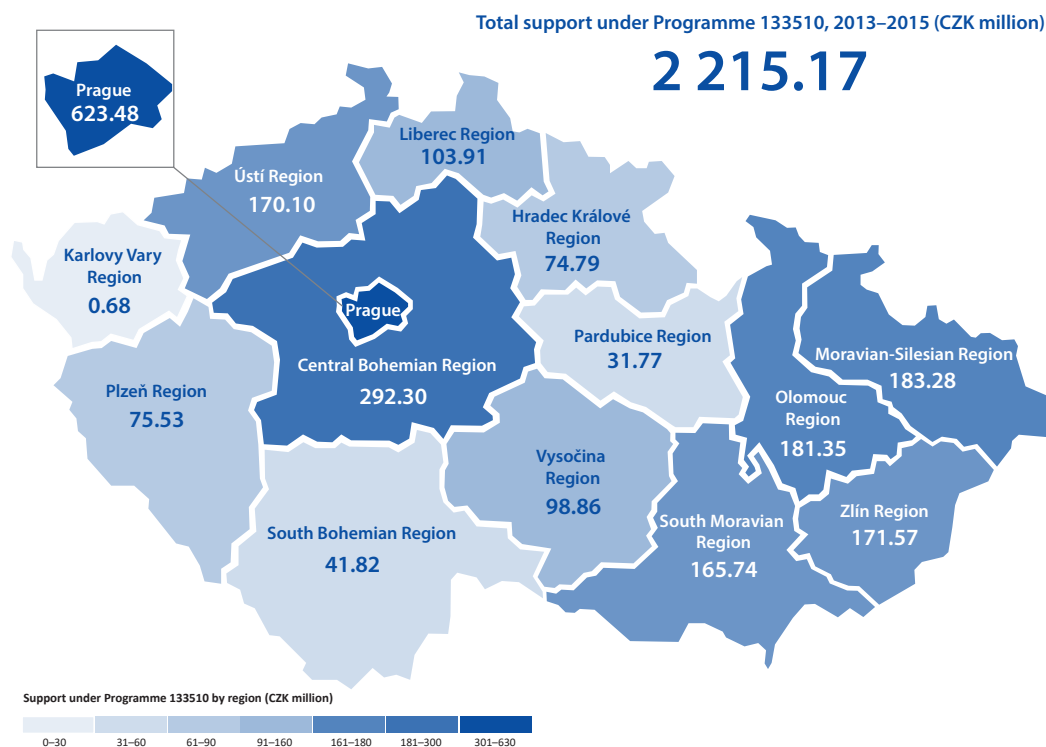 Total support under Programme 133510, 2013–2015 (CZK million)
2 215.17
Prague
623.48
Liberec Region
103.91
Ústí Region
170.10
Hradec Králové
Region
74.79
Karlovy Vary
Region
0.68
Prague
Pardubice Region
31.77
Moravian-Silesian Region
183.28
Central Bohemian Region
292.30
Plzeň Region
75.53
Olomouc
Region
181.35
Vysočina
Region
98.86
Zlín Region
171.57
South Moravian
Region
165.74
South Bohemian Region
41.82
Support under Programme 133510 by region (CZK million)
0–30 31–60 61–90 91–160 161–180 181–300 301–630